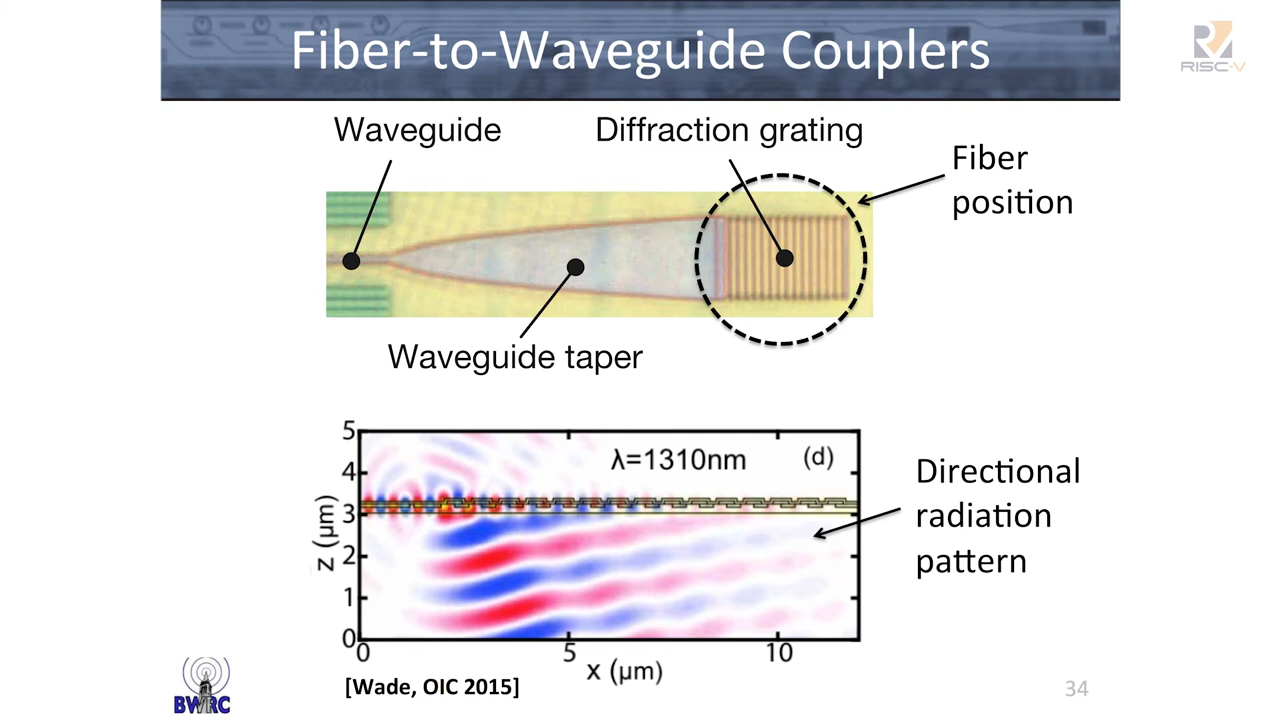 Fiber-to-Waveguide Couplers
RISC-V
Waveguide
Diffraction grating
Fiber
position
Waveguide taper
5
4
3
2
1
0
z (μm)
λ=1310nm
(d)
0
5
10
x (μm)
Directional
radiation
pattern
BWRC
[Wade, OIC 2015]
34